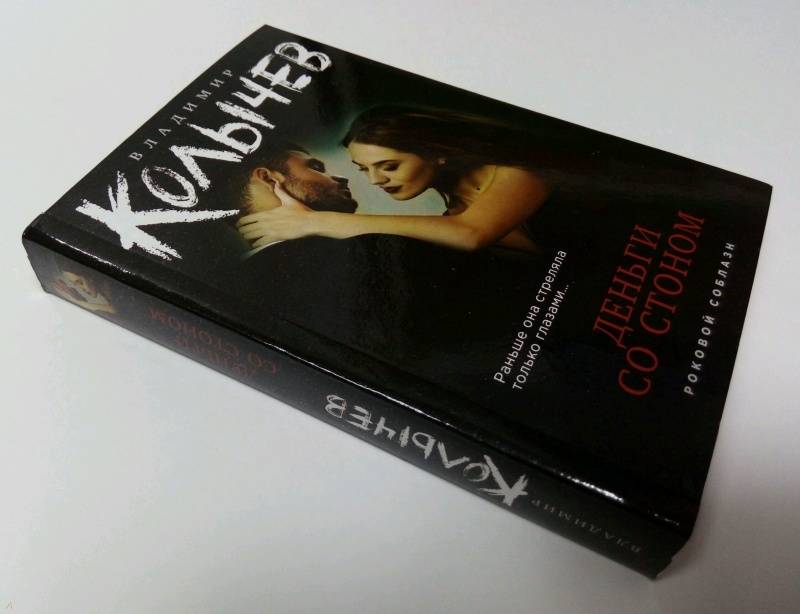 ВЛАДИМИР
КОЛЫЧЕВ
Раньше она стреляла
только глазами...
ДЕНЬГИ
СО СТОНОМ
РОКОВОЙ СОБЛАЗН
ВЛАДИМИР
КОЛЫЧЕВ
ДЕНЬГИ
СО СТОНОМ